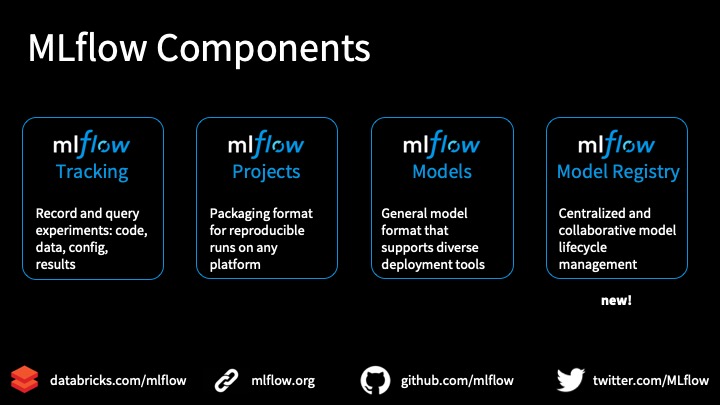 MLflow Components
mlflow
Tracking
Record and query
experiments: code,
data, config,
results
mlflow
Projects
Packaging format
for reproducible
runs on any
platform
mlflow
Models
General model
format that
supports diverse
deployment tools
mlflow
Model Registry
Centralized and
collaborative model
lifecycle
management
new!
databricks.com/mlflow
mlflow.org
github.com/mlflow
twitter.com/MLflow